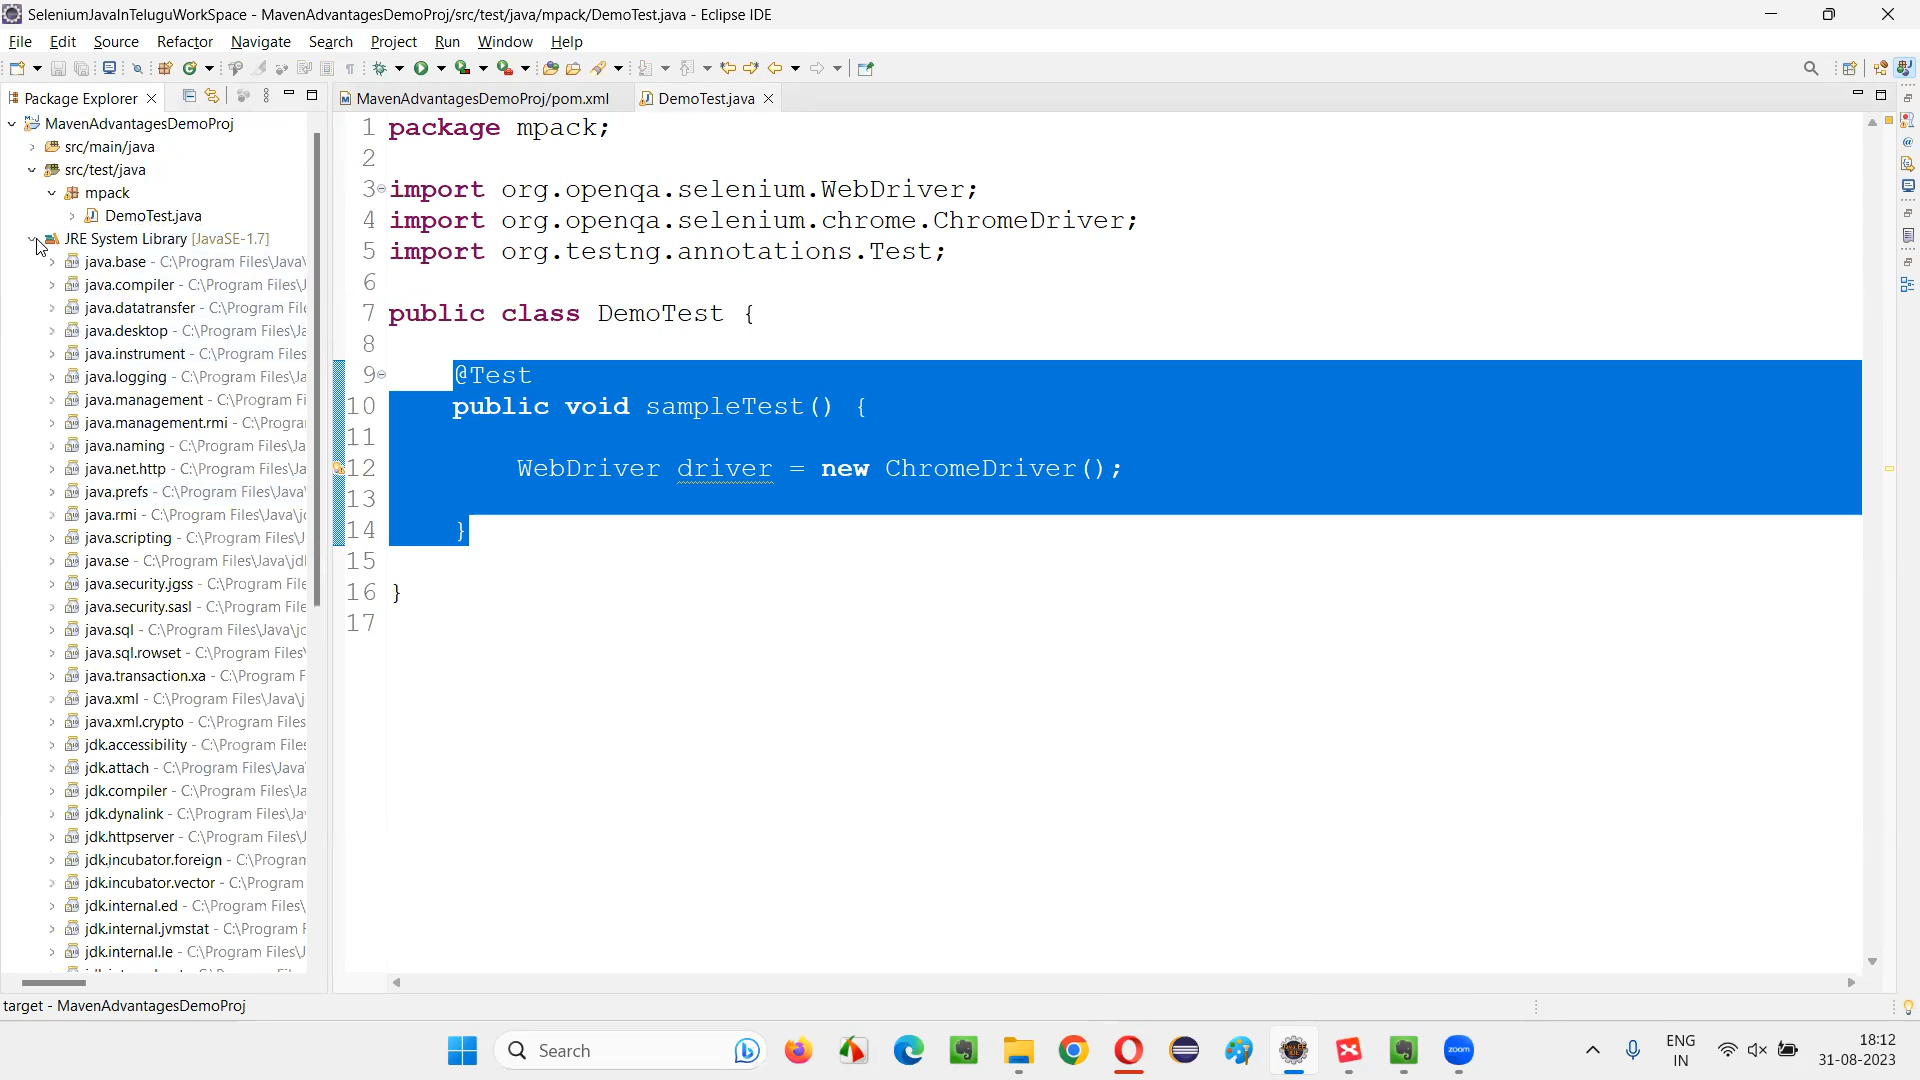 SeleniumJavaInTeluguWorkSpace - MavenAdvantagesDemoProj/src/test/java/mpack/DemoTest.java - Eclipse IDE
File Edit Source Refactor Navigate Search Project Run Window Help
Package Explorer
MavenAdvantagesDemoProj/pom.xml
DemoTest.java
MavenAdvantagesDemoProj
src/main/java
src/test/java
mpack
DemoTest.java
JRE System Library [JavaSE-1.7]
java.base - C:\Program Files\Java\
java.compiler - C:\Program Files\J
java.datatransfer - C:\Program File
java.desktop - C:\Program Files\Ja
java.instrument - C:\Program Files
java.logging - C:\Program Files\Ja
java.management - C:\Program F
java.management.rmi - C:\Progra
java.naming - C:\Program Files\Ja
java.net.http - C:\Program Files\Ja
java.prefs - C:\Program Files\Java\
java.rmi - C:\Program Files\Java\jc
java.scripting - C:\Program Files\J
java.se - C:\Program Files\Java\jdl
java.security.jgss - C:\Program File
java.security.sasl - C:\Program File
java.sql - C:\Program Files\Java\jc
java.sql.rowset - C:\Program Files\
java.transaction.xa - C:\Program F
java.xml - C:\Program Files\Java\j
java.xml.crypto - C:\Program Files
jdk.accessibility - C:\Program Files
jdk.attach - C:\Program Files\Java\
jdk.compiler - C:\Program Files\Ja
jdk.dynalink - C:\Program Files\Ja
jdk.httpserver - C:\Program Files\J
jdk.incubator.foreign - C:\Program
jdk.incubator.vector - C:\Program
jdk.internal.ed - C:\Program Files\
jdk.internal.jvmstat - C:\Program F
jdk.internal.le - C:\Program Files\J
1 package mpack;
2
3 import org.openqa.selenium.WebDriver;
4 import org.openqa.selenium.chrome.ChromeDriver;
5 import org.testng.annotations.Test;
6
7 public class DemoTest {
8
9 @Test
10 public void sampleTest() {
11
12 WebDriver driver = new ChromeDriver();
13
14 }
15
16 }
17
target - MavenAdvantagesDemoProj
Search
zoom
ENG
IN
18:12
31-08-2023